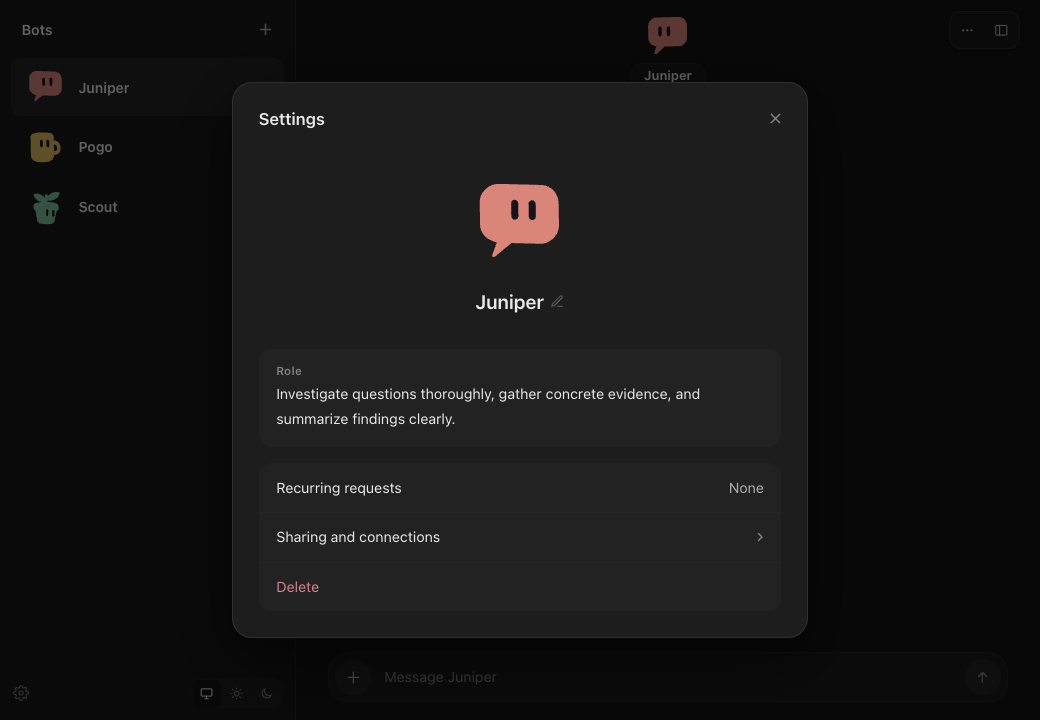 Bots
Juniper
Pogo
Scout
Juniper
Settings
Juniper
Role
Investigate questions thoroughly, gather concrete evidence, and
summarize findings clearly.
Recurring requests None
Sharing and connections
Delete
Message Juniper